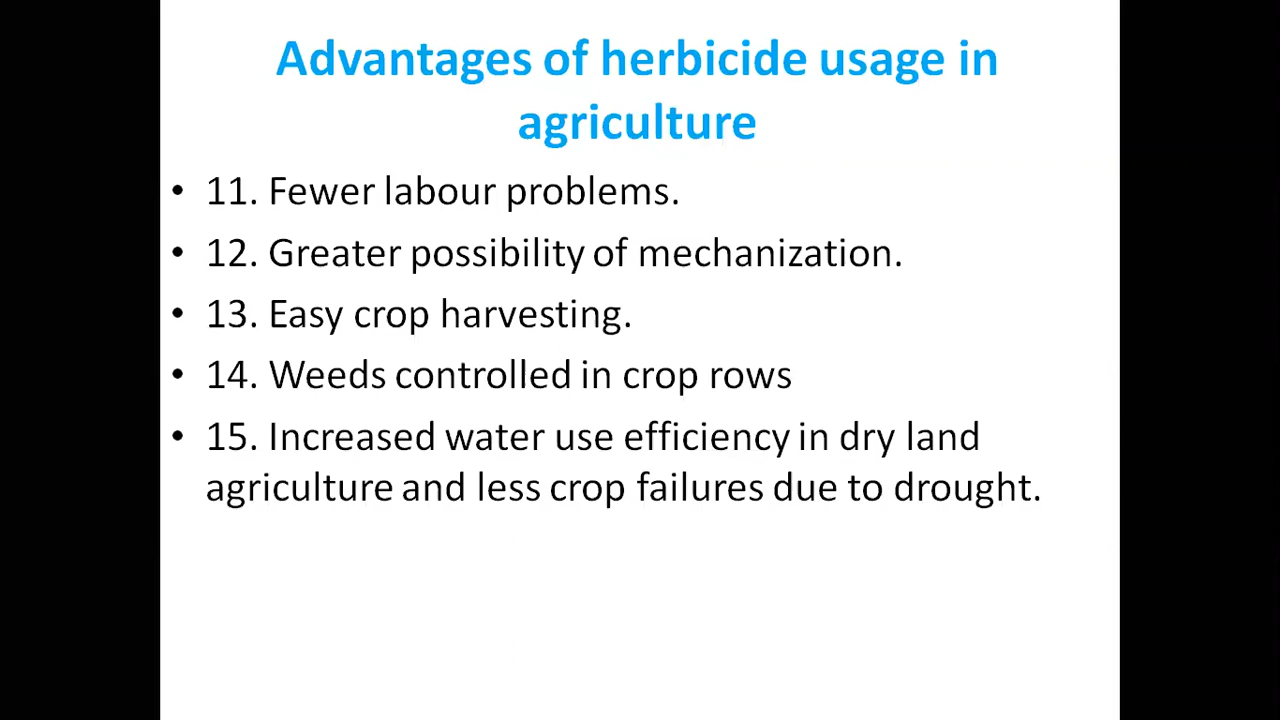 Advantages of herbicide usage in
agriculture
• 11. Fewer labour problems.
• 12. Greater possibility of mechanization.
• 13. Easy crop harvesting.
• 14. Weeds controlled in crop rows
• 15. Increased water use efficiency in dry land
agriculture and less crop failures due to drought.